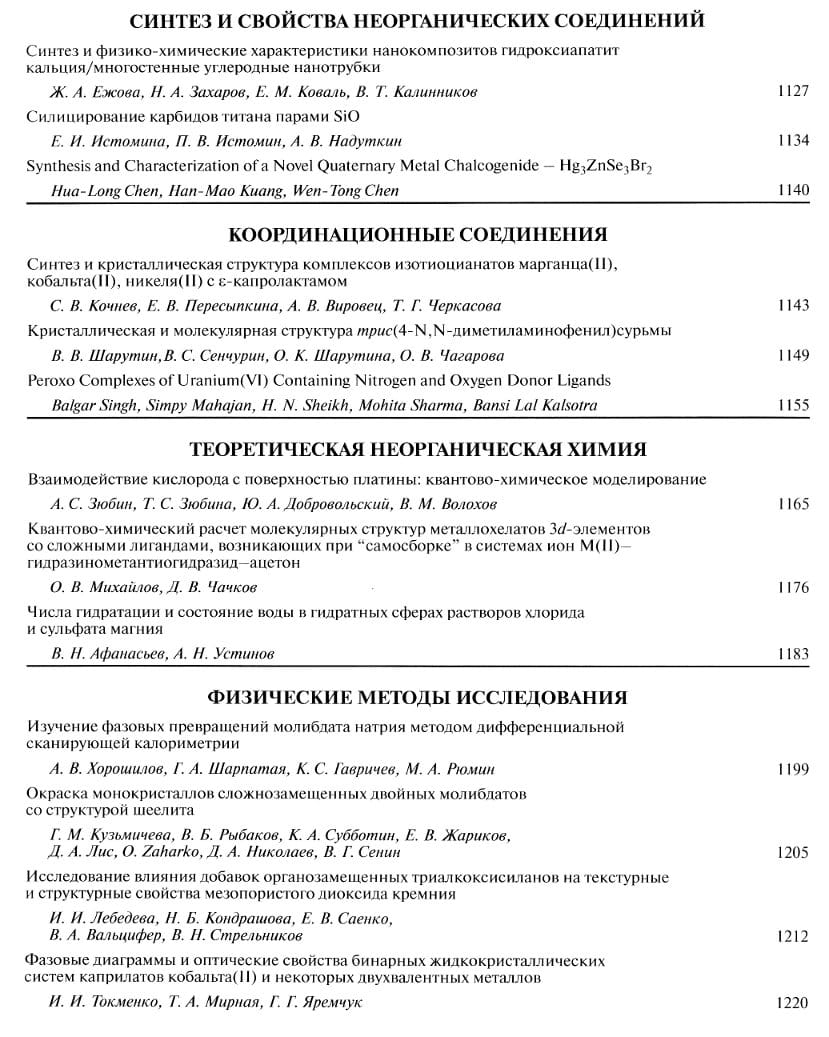 СИНТЕЗ И СВОЙСТВА НЕОРГАНИЧЕСКИХ СОЕДИНЕНИЙ
Синтез и физико-химические характеристики нанокомпозитов гидроксиапатит
кальция/многостенные углеродные нанотрубки
Ж. А. Ежова, Н. А. Захаров, Е. М. Коваль, В. Т. Калинников 1127
Силицирование карбидов титана парами SiO
Е. И. Истомина, П. В. Истомин, А. В. Надуткин 1134
Synthesis and Characterization of a Novel Quaternary Metal Chalcogenide – Hg₃ZnSe₃Br₂
Hua-Long Chen, Han-Mao Kuang, Wen-Tong Chen 1140
КООРДИНАЦИОННЫЕ СОЕДИНЕНИЯ
Синтез и кристаллическая структура комплексов изотиоцианатов марганца(II),
кобальта(II), никеля(II) с ε-капролактамом
С. В. Кочнев, Е. В. Пересыпкина, А. В. Вировец, Т. Г. Черкасова 1143
Кристаллическая и молекулярная структура трис(4-N,N-диметиламинофенил)сурьмы
В. В. Шарутин, В. С. Сенчурин, О. К. Шарутина, О. В. Чагарова 1149
Peroxo Complexes of Uranium(VI) Containing Nitrogen and Oxygen Donor Ligands
Balgar Singh, Simpy Mahajan, H. N. Sheikh, Mohita Sharma, Bansi Lal Kalsotra 1155
ТЕОРЕТИЧЕСКАЯ НЕОРГАНИЧЕСКАЯ ХИМИЯ
Взаимодействие кислорода с поверхностью платины: квантово-химическое моделирование
А. С. Зюбин, Т. С. Зюбина, Ю. А. Добровольский, В. М. Волохов 1165
Квантово-химический расчет молекулярных структур металлохелатов 3d-элементов
со сложными лигандами, возникающих при “самосборке” в системах ион M(II)–
гидразинометантиогидразид–ацетон
О. В. Михайлов, Д. В. Чачков 1176
Числа гидратации и состояние воды в гидратных сферах растворов хлорида
и сульфата магния
В. Н. Афанасьев, А. Н. Устинов 1183
ФИЗИЧЕСКИЕ МЕТОДЫ ИССЛЕДОВАНИЯ
Изучение фазовых превращений молибдата натрия методом дифференциальной
сканирующей калориметрии
А. В. Хорошилов, Г. А. Шарпатая, К. С. Гавричев, М. А. Рюмин 1199
Окраска монокристаллов сложнозамещенных двойных молибдатов
со структурой шеелита
Г. М. Кузьмичева, В. Б. Рыбаков, К. А. Субботин, Е. В. Жариков,
Д. А. Лис, O. Zaharko, Д. А. Николаев, В. Г. Сенин 1205
Исследование влияния добавок органозамещенных триалкоксисиланов на текстурные
и структурные свойства мезопористого диоксида кремния
И. И. Лебедева, Н. Б. Кондрашова, Е. В. Саенко,
В. А. Вальцифер, В. Н. Стрельников 1212
Фазовые диаграммы и оптические свойства бинарных жидкокристаллических
систем каприлатов кобальта(II) и некоторых двухвалентных металлов
И. И. Токменко, Т. А. Мирная, Г. Г. Яремчук 1220